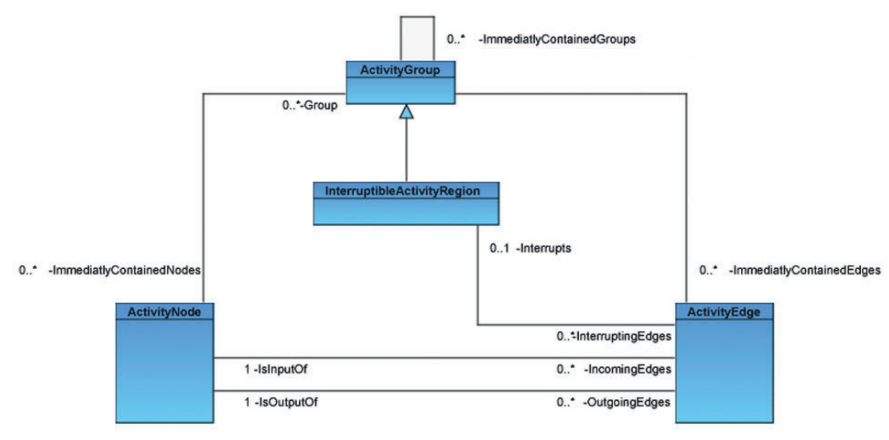 0..* -ImmediatlyContainedGroups
ActivityGroup
0..*-Group
InterruptibleActivityRegion
0..1 -Interrupts
0..* -ImmediatlyContainedNodes
0..* -ImmediatlyContainedEdges
ActivityNode
ActivityEdge
0..*-InterruptingEdges
1 -IsInputOf
0..* -IncomingEdges
1 -IsOutputOf
0..* -OutgoingEdges